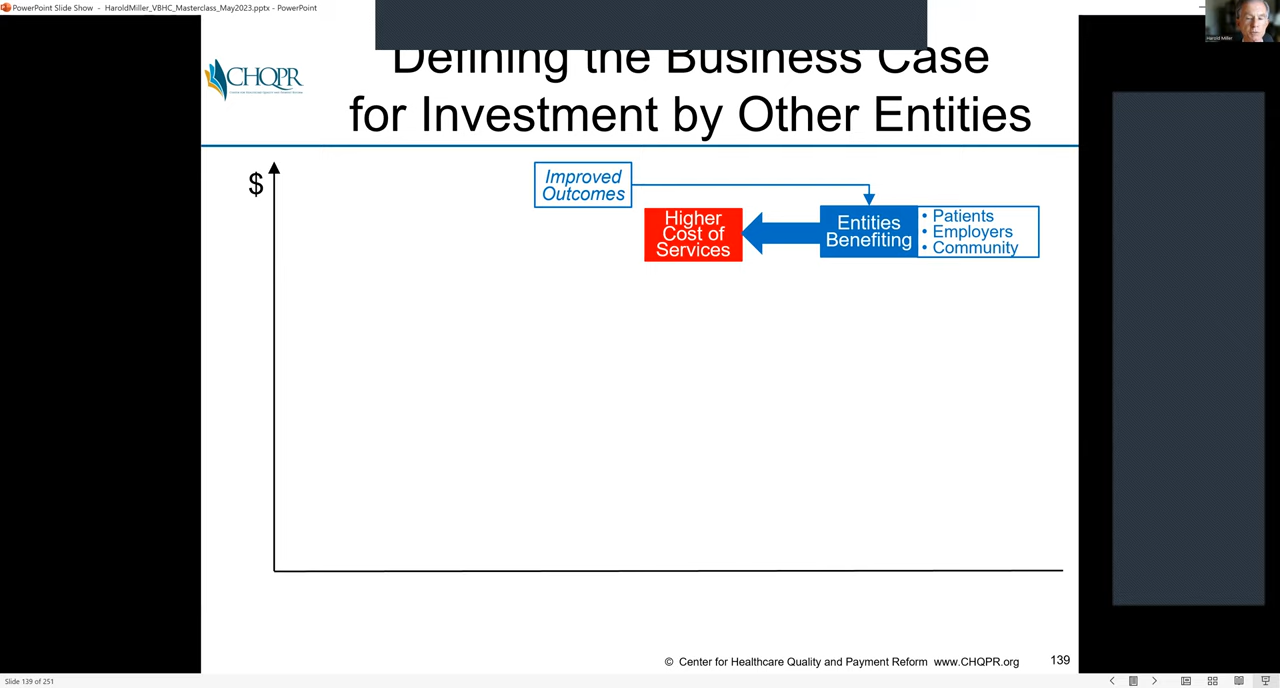 PowerPoint Slide Show - HaroldMiller_VBHC_Masterclass_May2023.pptx - PowerPoint
Harold Miller
CHQPR
Defining the Business Case
for Investment by Other Entities
$
Improved
Outcomes
Higher
Cost of
Services
Entities
Benefiting
• Patients
• Employers
• Community
© Center for Healthcare Quality and Payment Reform www.CHQPR.org
139
Slide 139 of 251